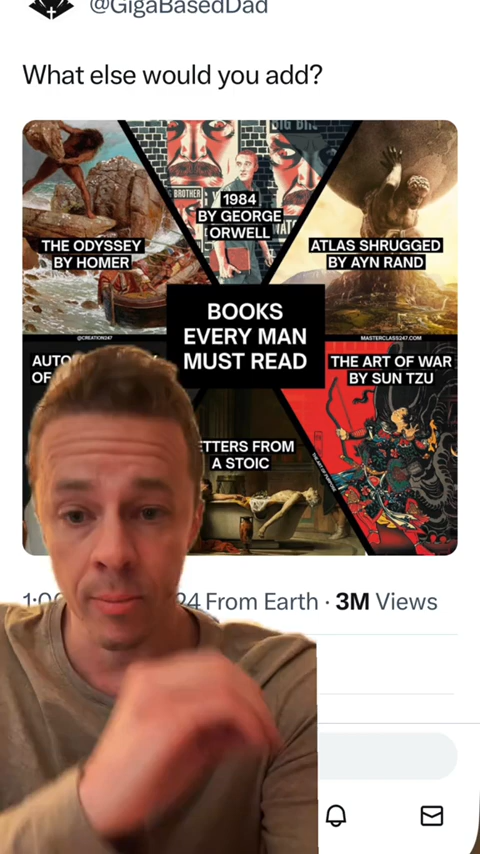 @GigaBasedDad
What else would you add?
BIG
BROTHER
1984
BY GEORGE
ORWELL
THE ODYSSEY
BY HOMER
ATLAS SHRUGGED
BY AYN RAND
BOOKS
EVERY MAN
MUST READ
@CREATION247
MASTERCLASS247.COM
AUTO
OF
THE ART OF WAR
BY SUN TZU
ETTERS FROM
A STOIC
24 From Earth · 3M Views